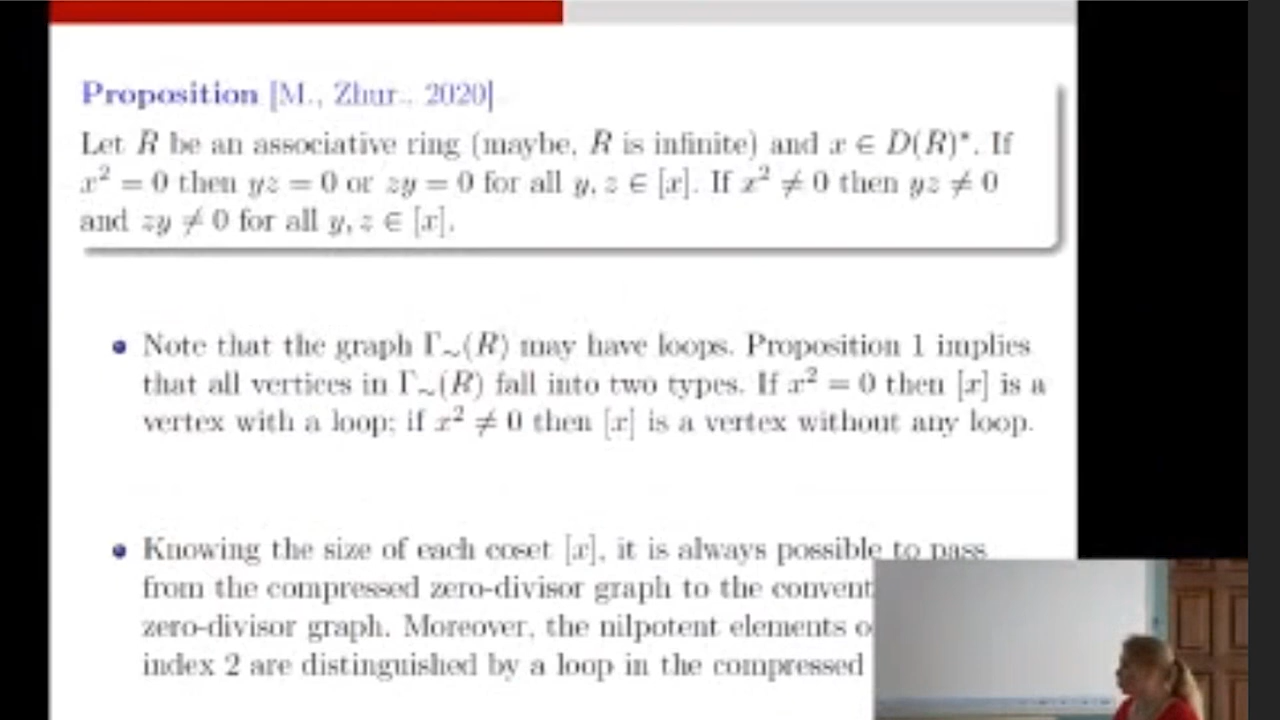 Proposition [M., Zhur., 2020]
Let R be an associative ring (maybe, R is infinite) and x ∈ D(R)*. If
x² = 0 then yz = 0 or zy = 0 for all y, z ∈ [x]. If x² ≠ 0 then yz ≠ 0
and zy ≠ 0 for all y, z ∈ [x].
• Note that the graph Γ∼(R) may have loops. Proposition 1 implies
that all vertices in Γ∼(R) fall into two types. If x² = 0 then [x] is a
vertex with a loop; if x² ≠ 0 then [x] is a vertex without any loop.
• Knowing the size of each coset [x], it is always possible to pass
from the compressed zero-divisor graph to the convent
zero-divisor graph. Moreover, the nilpotent elements o
index 2 are distinguished by a loop in the compressed